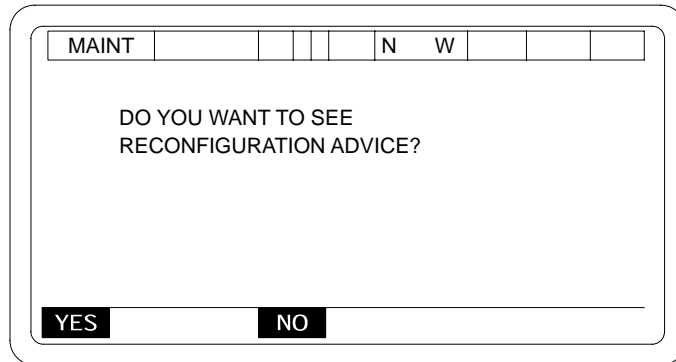 MAINT N W
DO YOU WANT TO SEE
RECONFIGURATION ADVICE?
YES NO